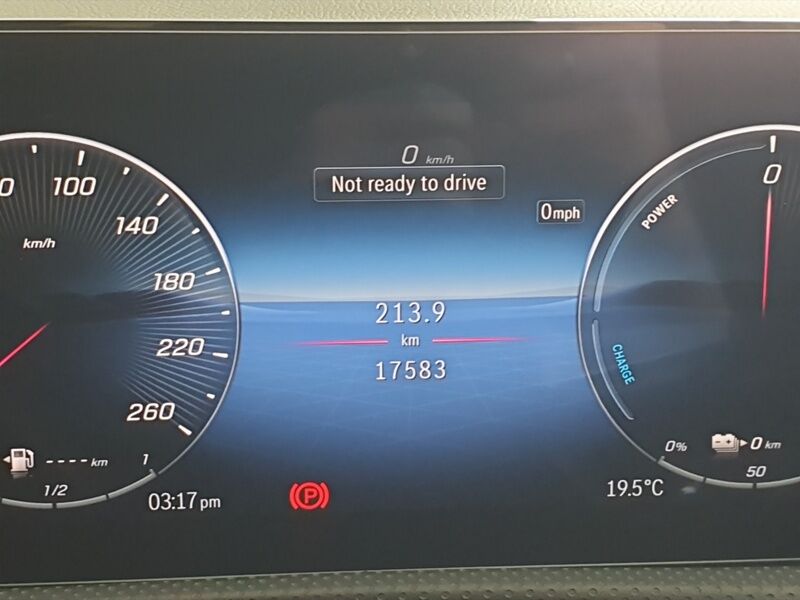 0 km/h
Not ready to drive
0mph
0
100
140
km/h
180
220
260
---- km
1
1/2
03:17 pm
213.9
km
17583
P
0
POWER
CHARGE
0%
0 km
50
19.5°C